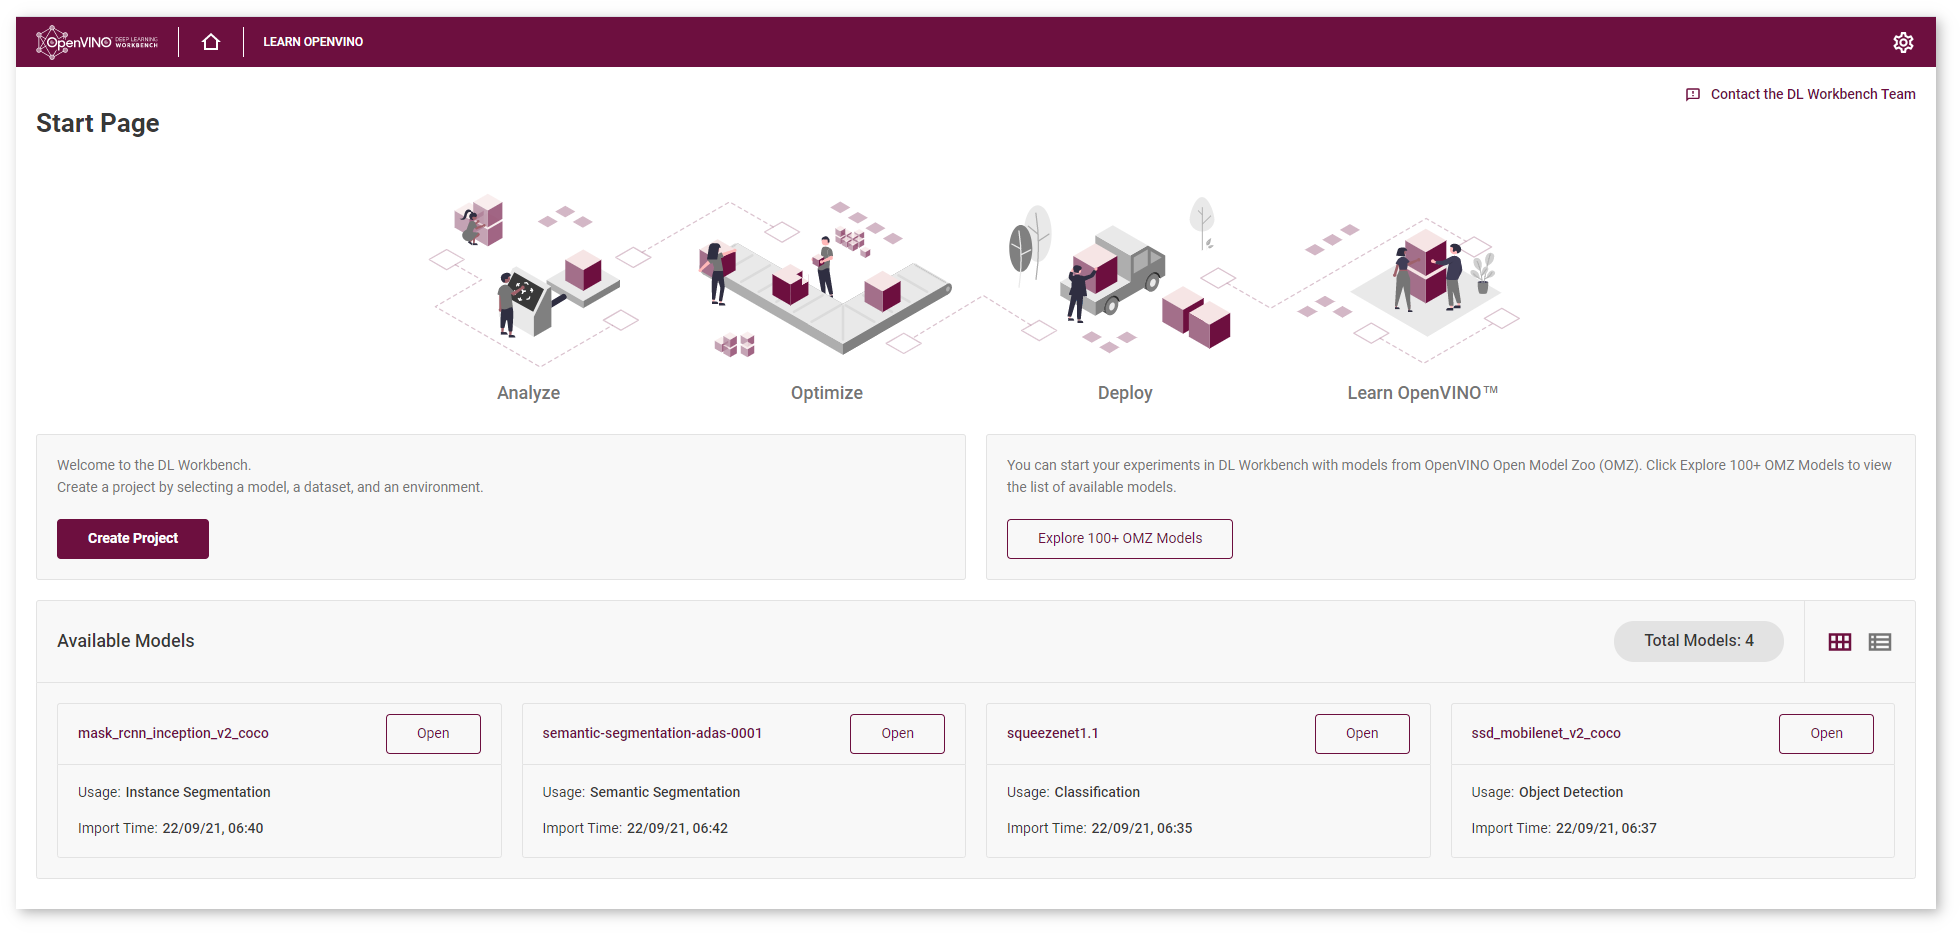 OpenVINO™ DEEP LEARNING WORKBENCH
LEARN OPENVINO
Contact the DL Workbench Team
Start Page
Analyze
Optimize
Deploy
Learn OpenVINO™
Welcome to the DL Workbench.
Create a project by selecting a model, a dataset, and an environment.
Create Project
You can start your experiments in DL Workbench with models from OpenVINO Open Model Zoo (OMZ). Click Explore 100+ OMZ Models to view
the list of available models.
Explore 100+ OMZ Models
Available Models
Total Models: 4
mask_rcnn_inception_v2_coco
Open
Usage: Instance Segmentation
Import Time: 22/09/21, 06:40
semantic-segmentation-adas-0001
Open
Usage: Semantic Segmentation
Import Time: 22/09/21, 06:42
squeezenet1.1
Open
Usage: Classification
Import Time: 22/09/21, 06:35
ssd_mobilenet_v2_coco
Open
Usage: Object Detection
Import Time: 22/09/21, 06:37